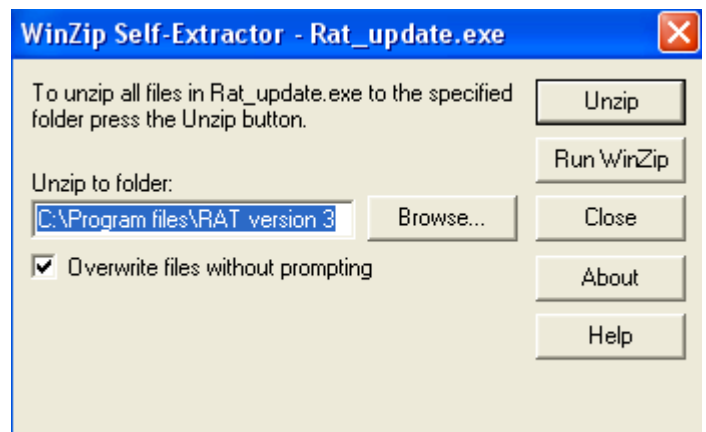 WinZip Self-Extractor - Rat_update.exe
To unzip all files in Rat_update.exe to the specified
folder press the Unzip button.
Unzip to folder:
C:\Program files\RAT version 3
Browse...
Overwrite files without prompting
Unzip
Run WinZip
Close
About
Help